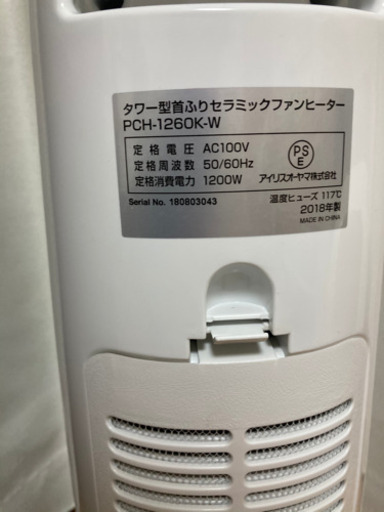 タワー型首ふりセラミックファンヒーター
PCH-1260K-W
定格電圧 AC100V
定格周波数 50/60Hz
定格消費電力 1200W
PS
E
アイリスオーヤマ株式会社
Serial No. 180803043
温度ヒューズ 117℃
2018年製
MADE IN CHINA